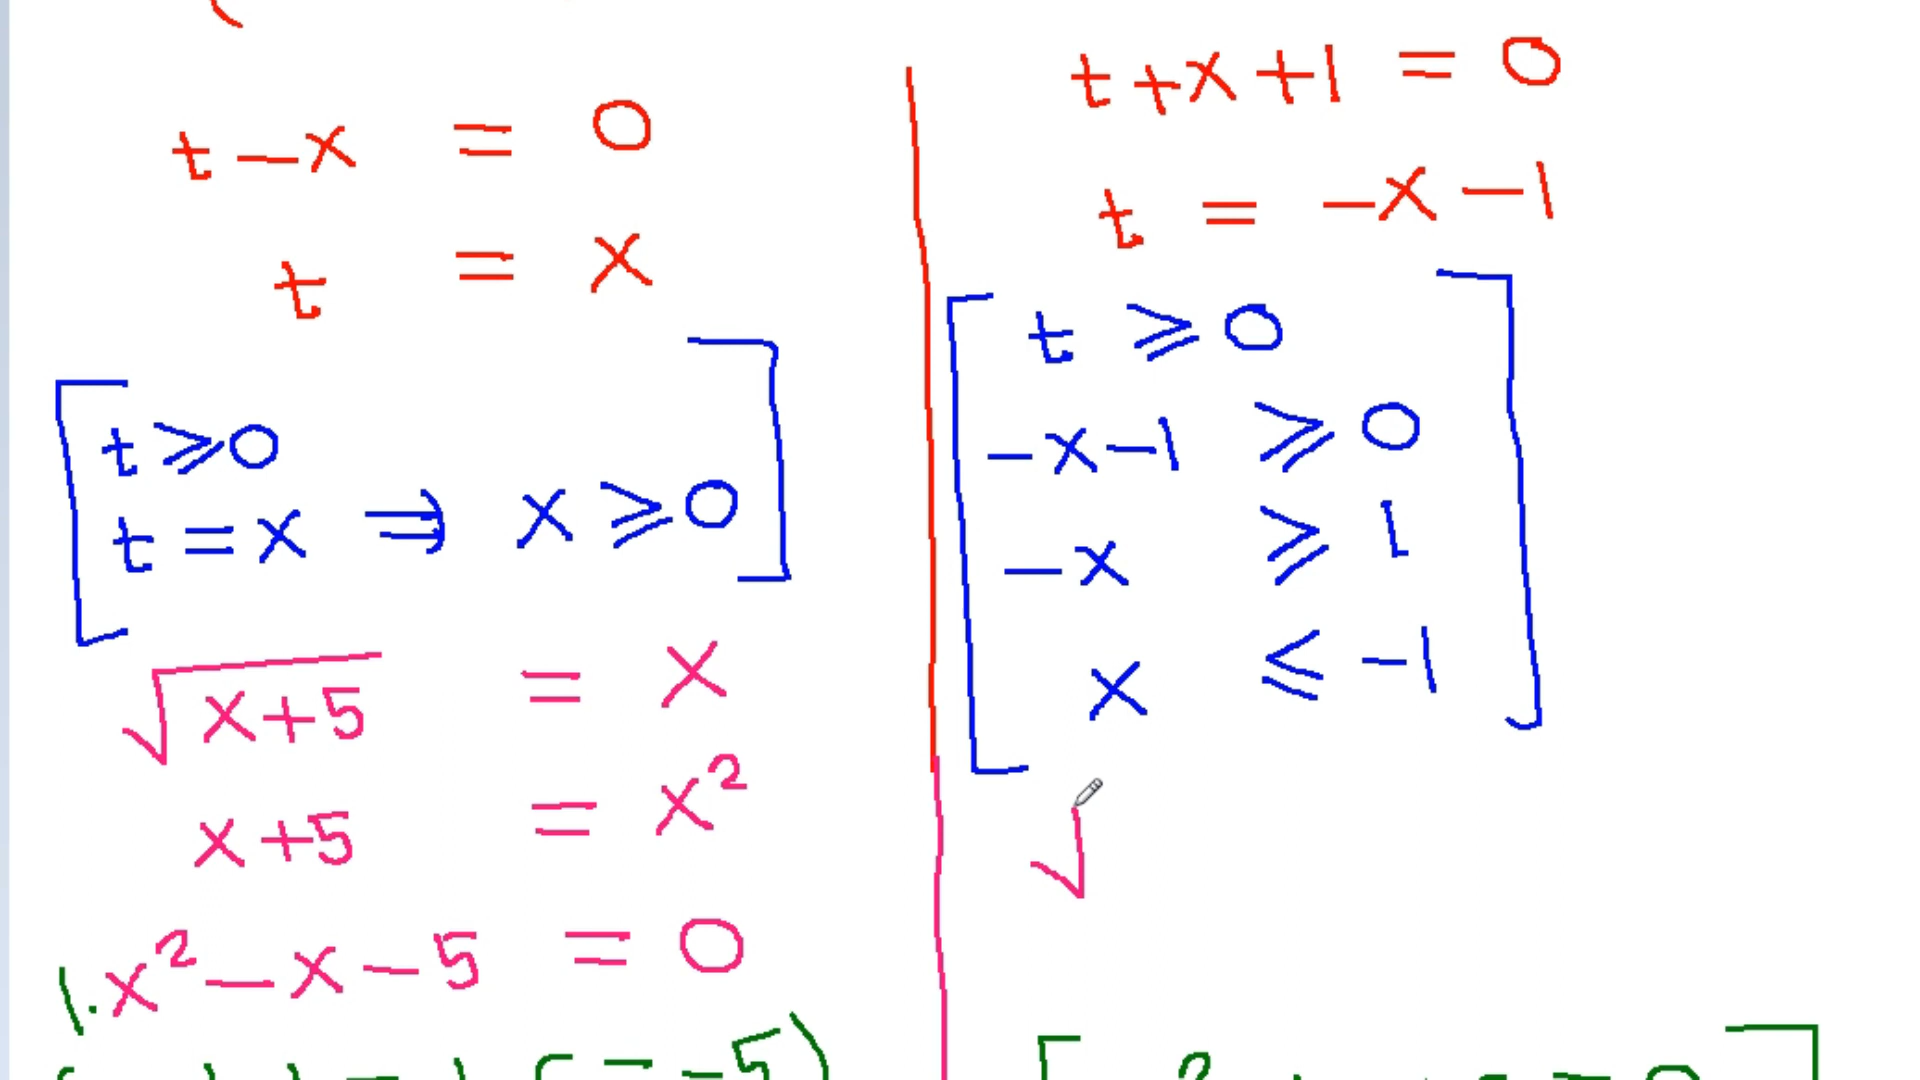 t - x = 0
t = x
t ⩾ 0
t = x ⇒ x ⩾ 0
√(x+5) = x
x+5 = x²
1. x² - x - 5 = 0
t + x + 1 = 0
t = -x - 1
t ⩾ 0
-x - 1 ⩾ 0
-x ⩾ 1
x ⩽ -1
√